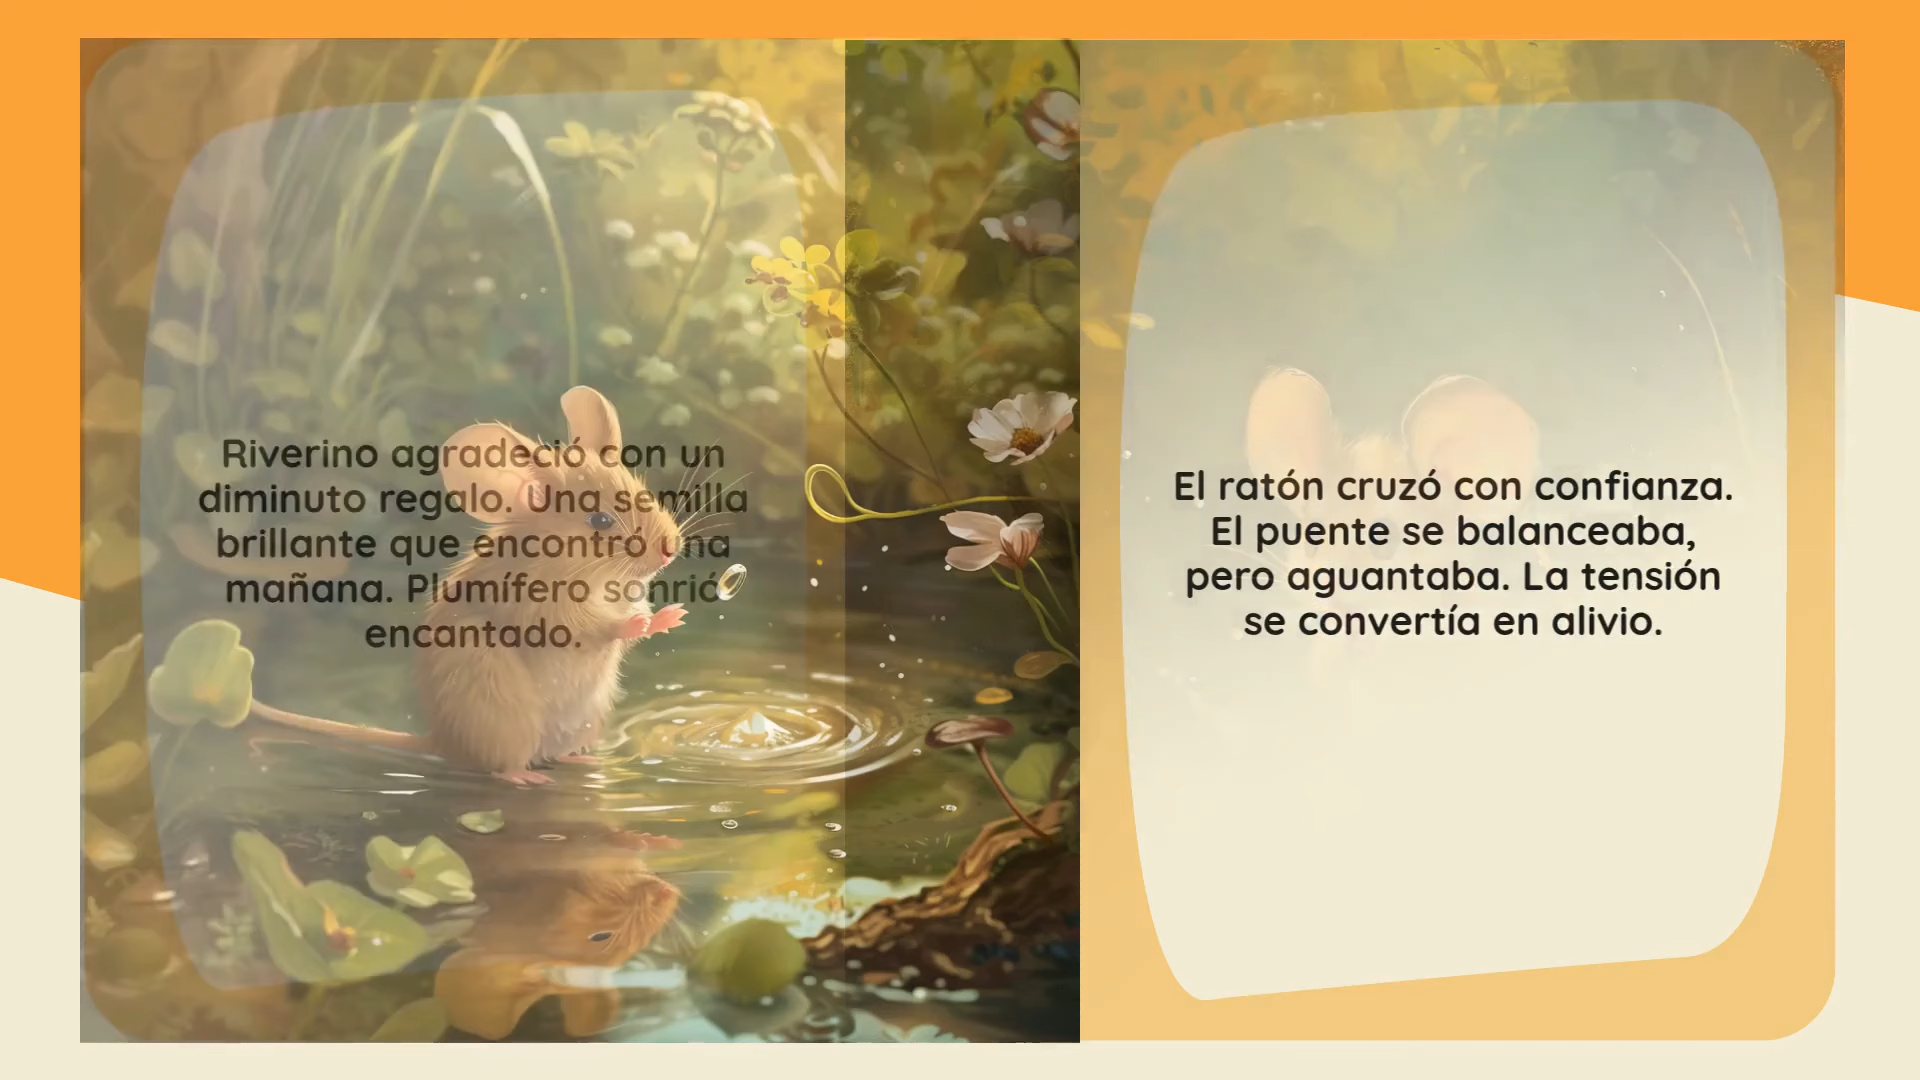 Riverino agradeció con un
diminuto regalo. Una semilla
brillante que encontró una
mañana. Plumífero sonrió
encantado.
El ratón cruzó con confianza.
El puente se balanceaba,
pero aguantaba. La tensión
se convertía en alivio.